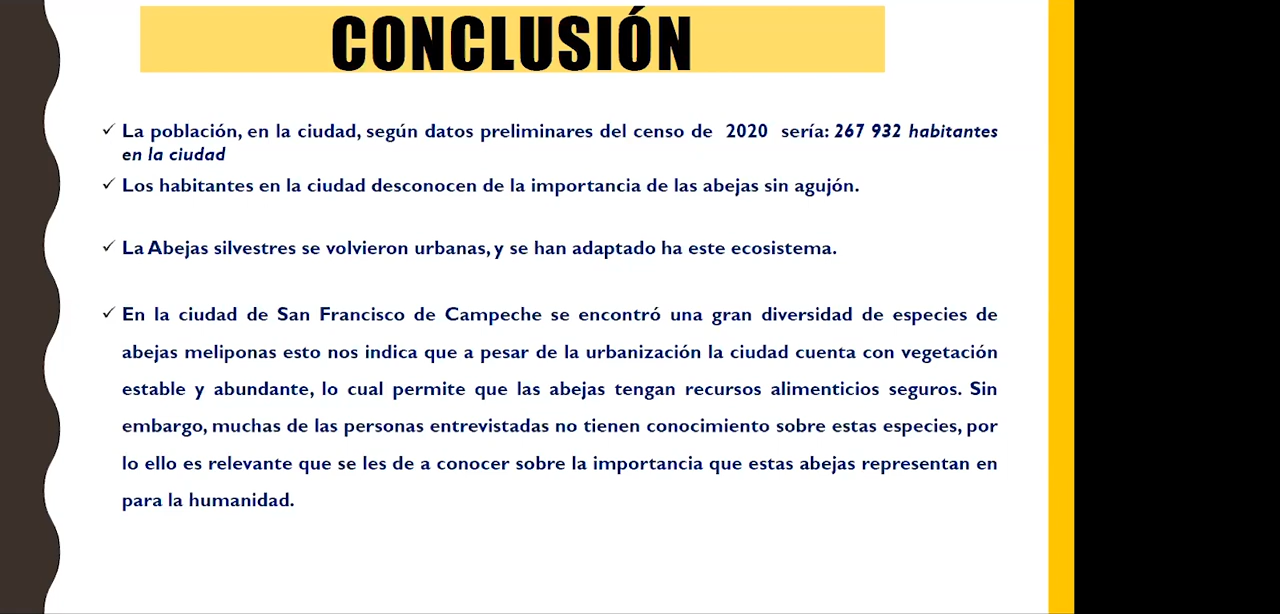 CONCLUSIÓN
✓ La población, en la ciudad, según datos preliminares del censo de 2020 sería: 267 932 habitantes
en la ciudad
✓ Los habitantes en la ciudad desconocen de la importancia de las abejas sin agujón.
✓ La Abejas silvestres se volvieron urbanas, y se han adaptado ha este ecosistema.
✓ En la ciudad de San Francisco de Campeche se encontró una gran diversidad de especies de
abejas meliponas esto nos indica que a pesar de la urbanización la ciudad cuenta con vegetación
estable y abundante, lo cual permite que las abejas tengan recursos alimenticios seguros. Sin
embargo, muchas de las personas entrevistadas no tienen conocimiento sobre estas especies, por
lo ello es relevante que se les de a conocer sobre la importancia que estas abejas representan en
para la humanidad.